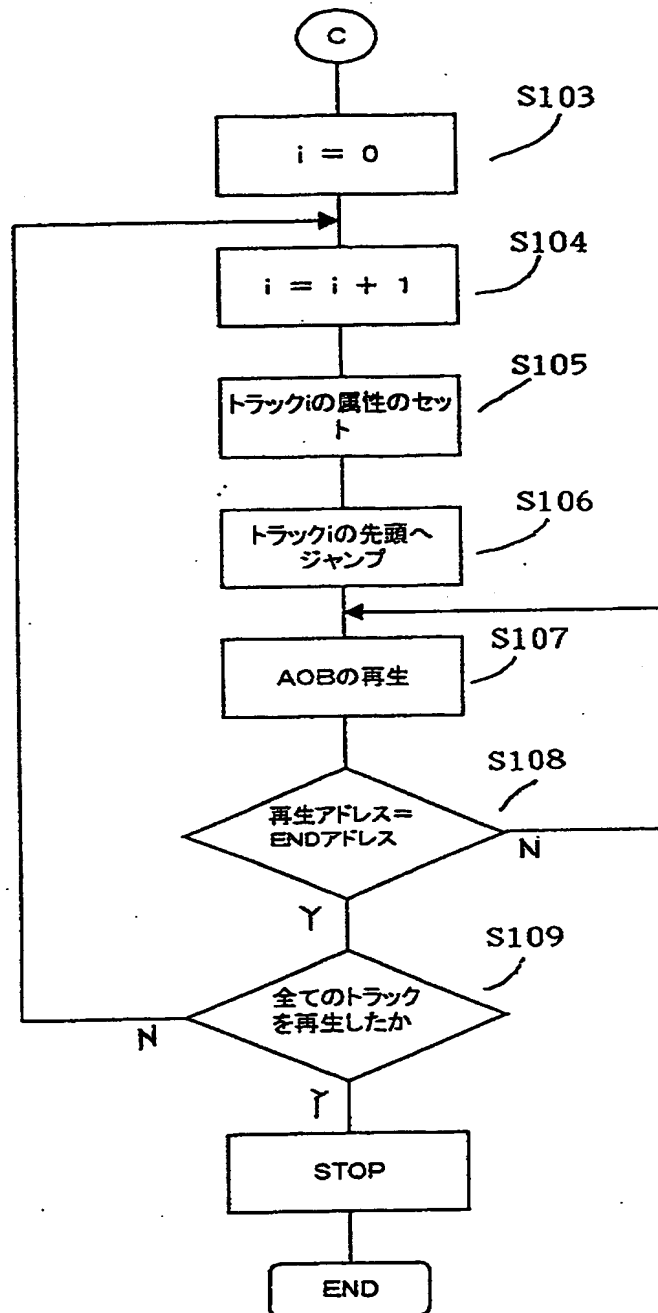 C
S103
i = 0
S104
i = i + 1
S105
トラックiの属性のセッ
ト
S106
トラックiの先頭へ
ジャンプ
S107
AOBの再生
S108
再生アドレス=
ENDアドレス
N
Y
S109
全てのトラック
を再生したか
N
Y
STOP
END